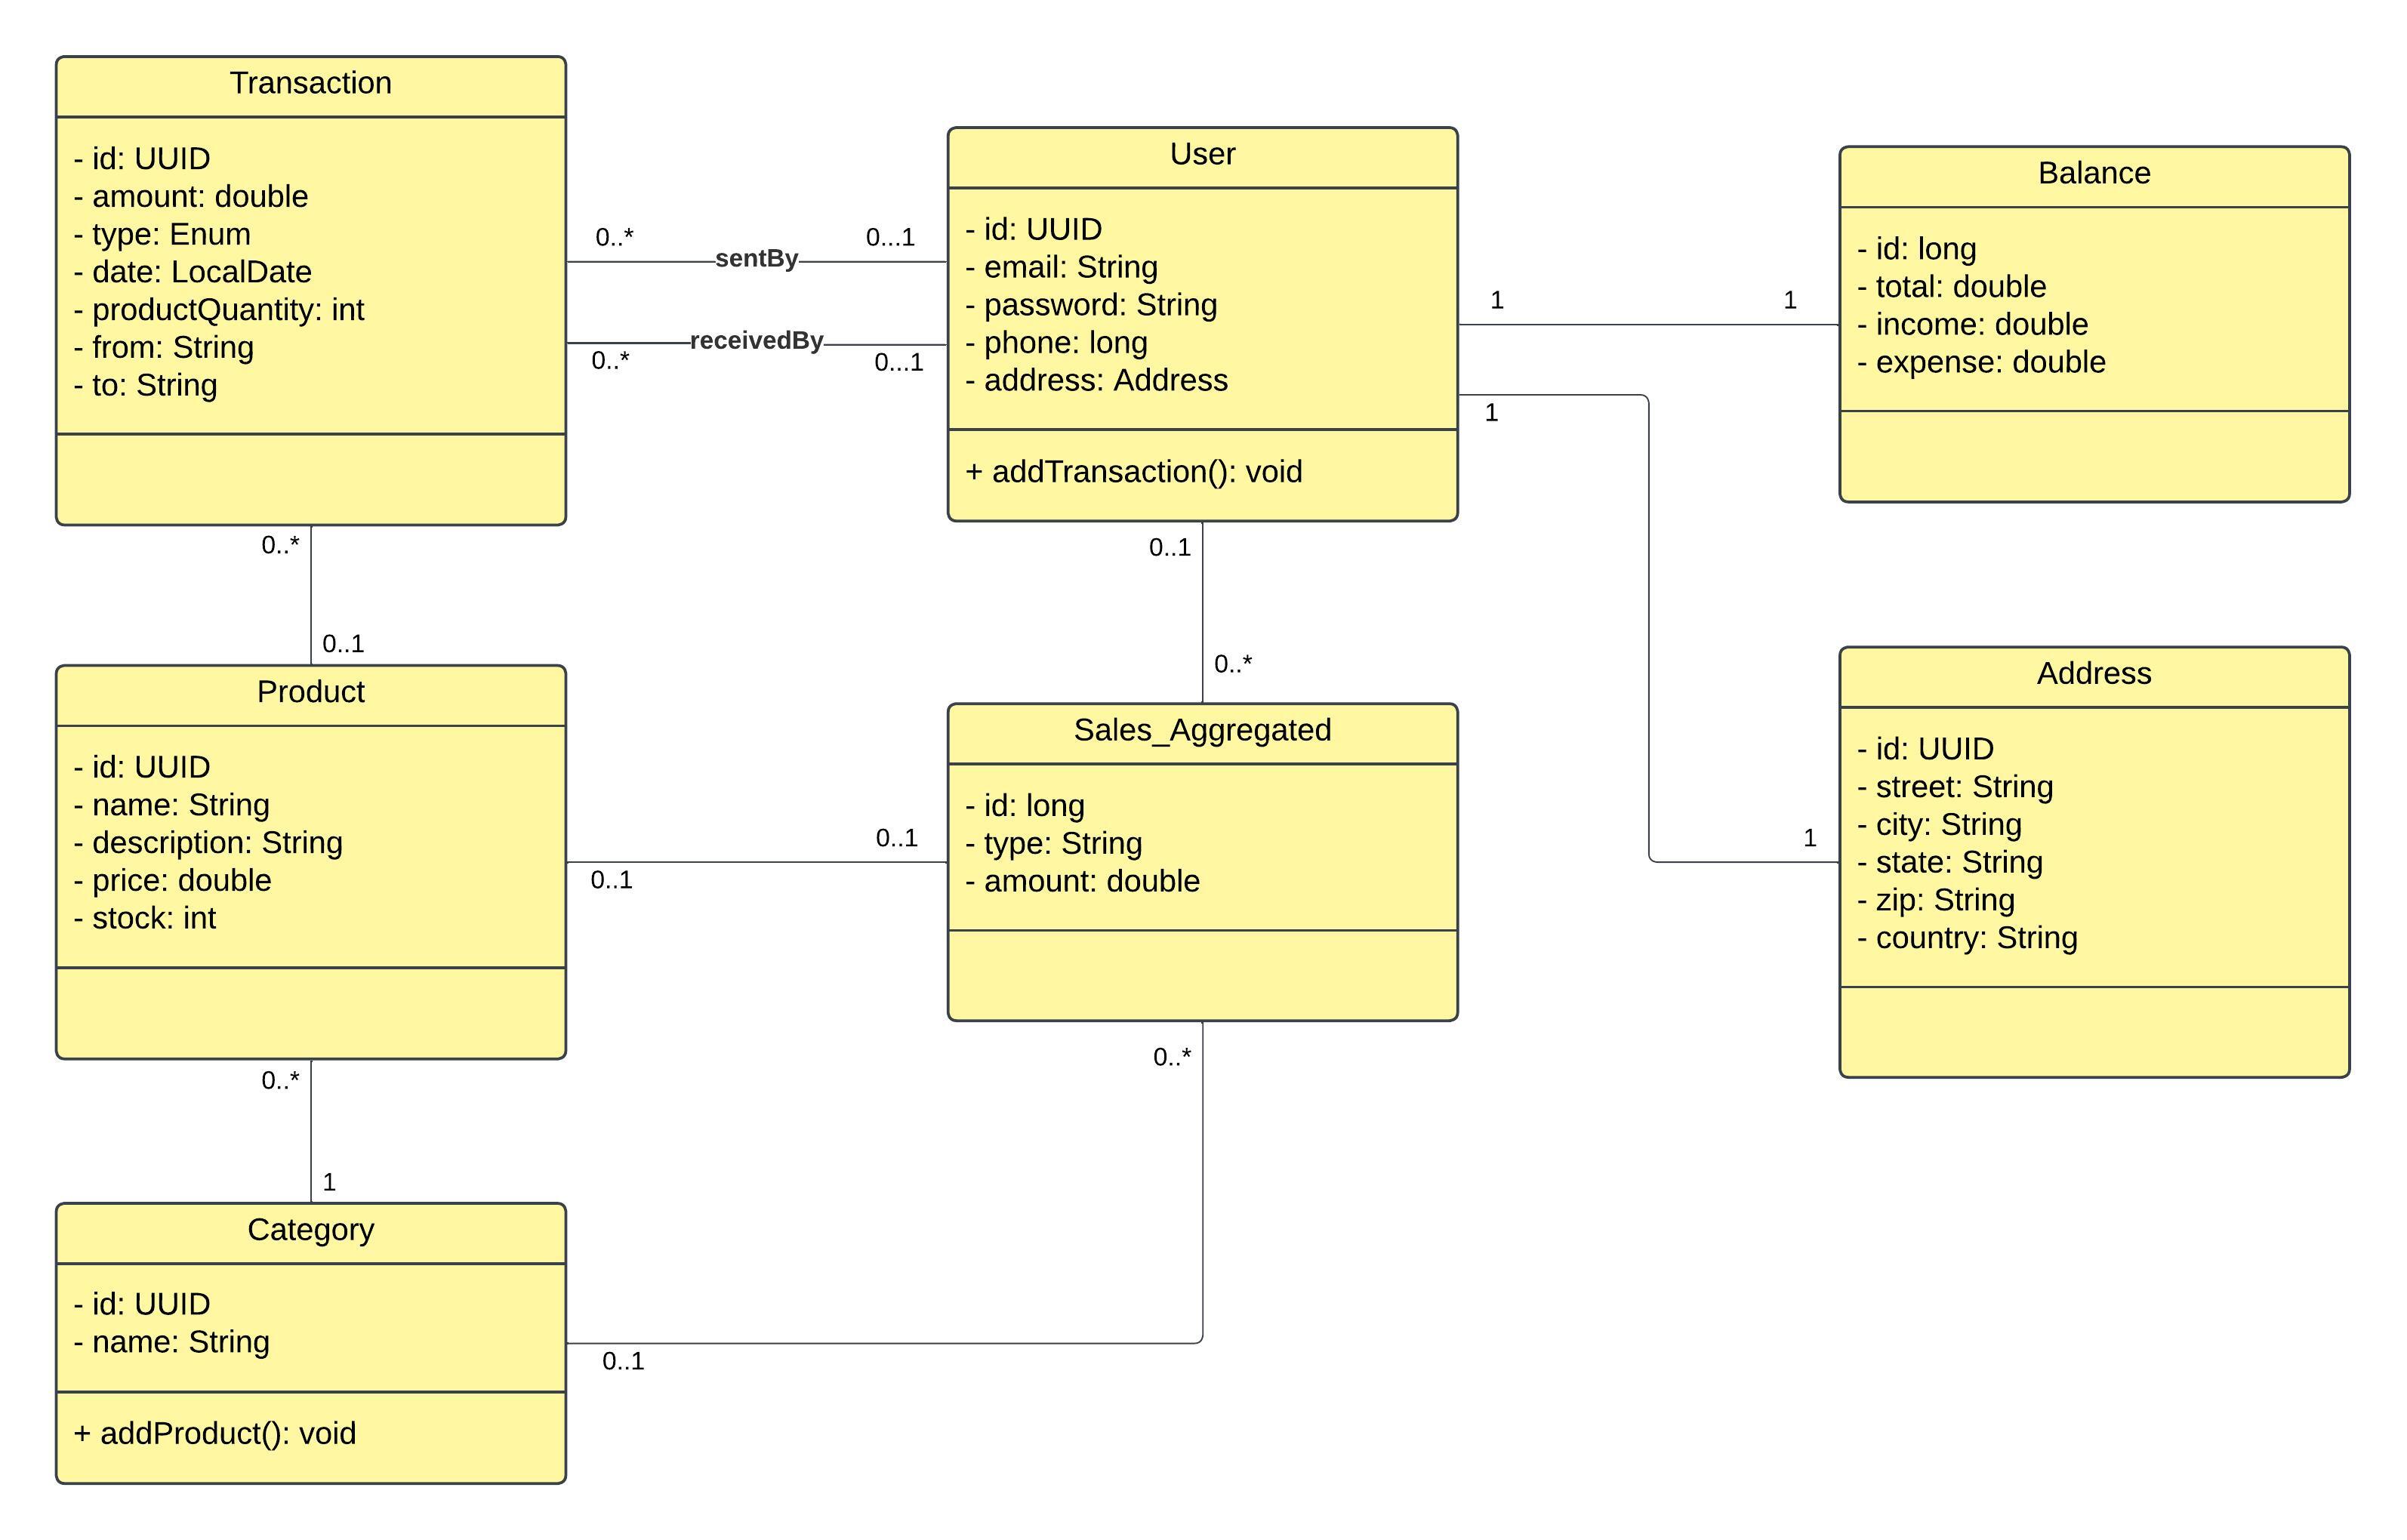 Transaction
- id: UUID
- amount: double
- type: Enum
- date: LocalDate
- productQuantity: int
- from: String
- to: String
0..*
sentBy
0...1
0..*
receivedBy
0...1
User
- id: UUID
- email: String
- password: String
- phone: long
- address: Address
+ addTransaction(): void
1
1
Balance
- id: long
- total: double
- income: double
- expense: double
1
1
0..*
0..1
0..1
0..*
Product
- id: UUID
- name: String
- description: String
- price: double
- stock: int
0..1
0..1
Sales_Aggregated
- id: long
- type: String
- amount: double
Address
- id: UUID
- street: String
- city: String
- state: String
- zip: String
- country: String
0..*
1
0..*
Category
- id: UUID
- name: String
+ addProduct(): void
0..1